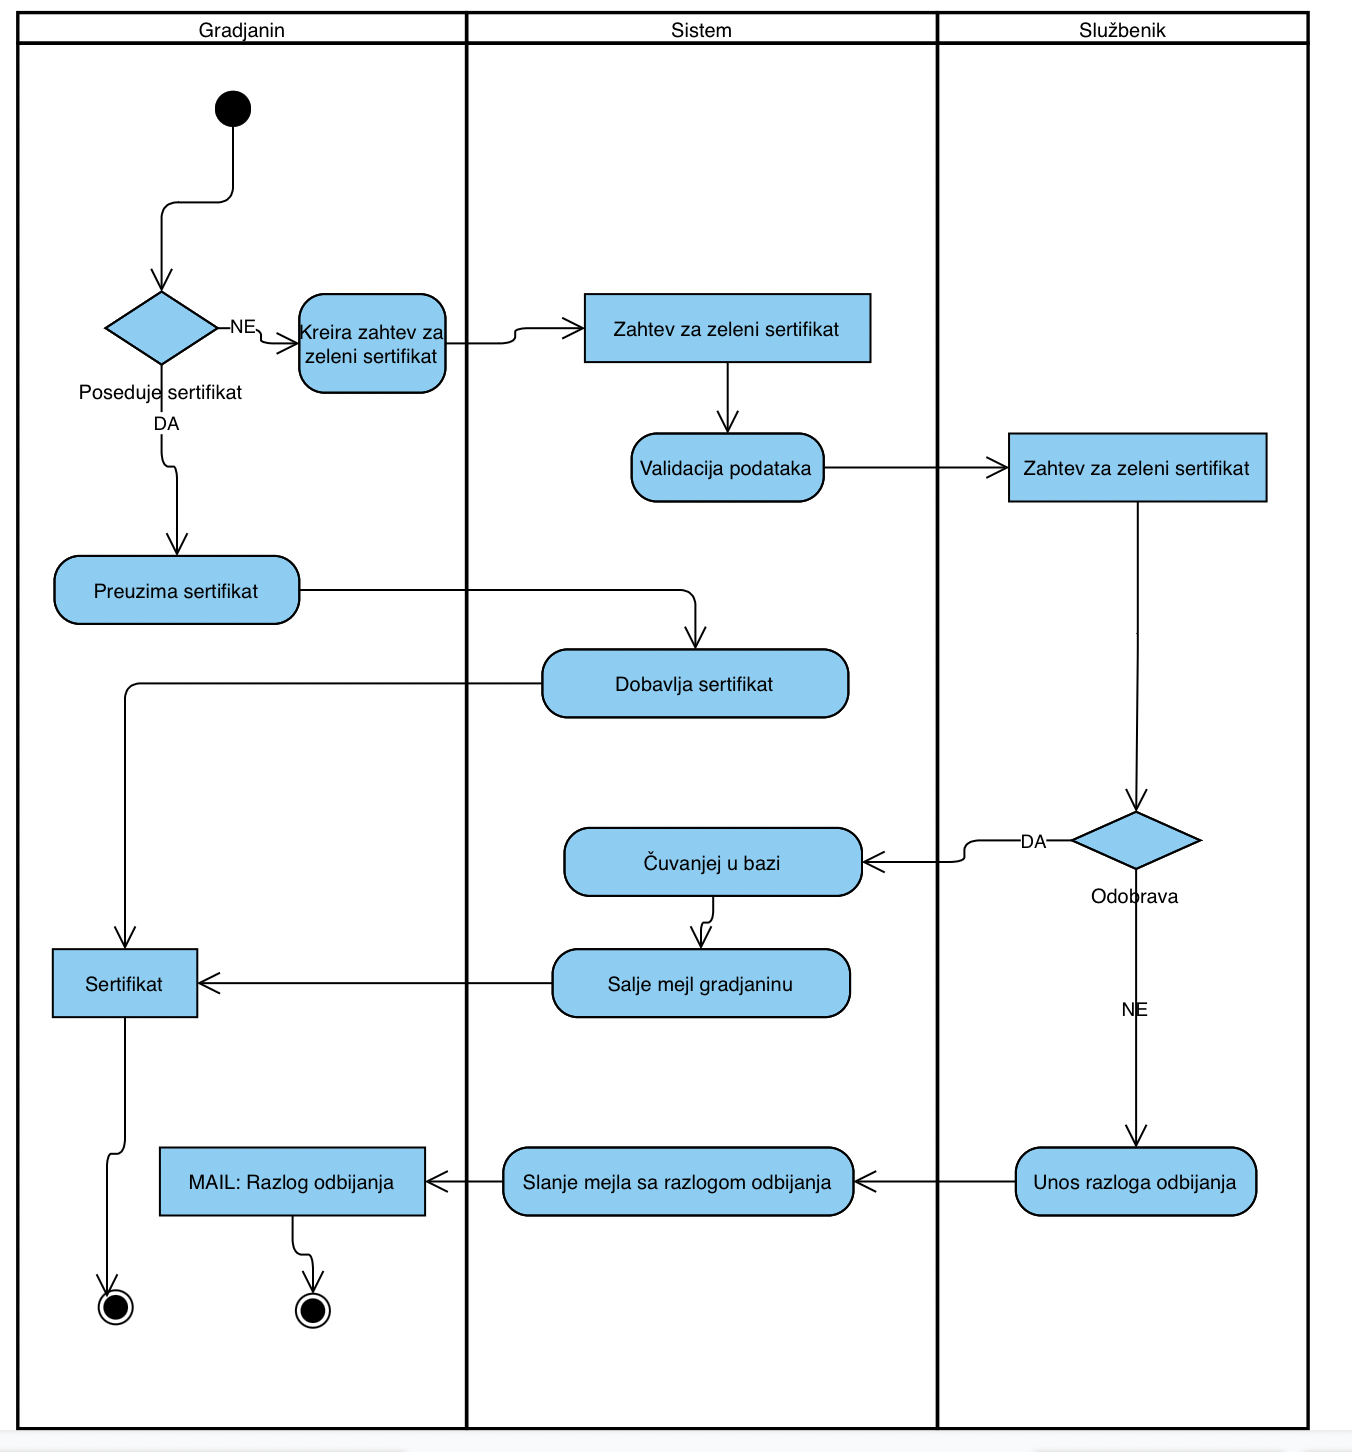 Gradjanin
Sistem
Službenik
NE
Kreira zahtev za
zeleni sertifikat
Zahtev za zeleni sertifikat
Poseduje sertifikat
DA
Validacija podataka
Zahtev za zeleni sertifikat
Preuzima sertifikat
Dobavlja sertifikat
DA
Čuvanjej u bazi
Odobrava
Sertifikat
Salje mejl gradjaninu
NE
MAIL: Razlog odbijanja
Slanje mejla sa razlogom odbijanja
Unos razloga odbijanja